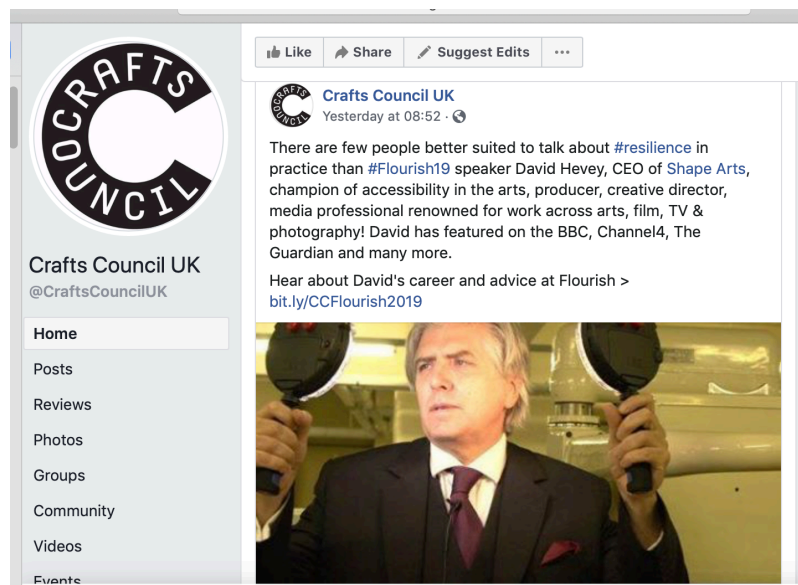 CRAFTS
COUNCIL
Like
Share
Suggest Edits
Crafts Council UK
@CraftsCouncilUK
Home
Posts
Reviews
Photos
Groups
Community
Videos
Events
CRAFTS
COUNCIL
Crafts Council UK
Yesterday at 08:52 ·
There are few people better suited to talk about #resilience in
practice than #Flourish19 speaker David Hevey, CEO of Shape Arts,
champion of accessibility in the arts, producer, creative director,
media professional renowned for work across arts, film, TV &
photography! David has featured on the BBC, Channel4, The
Guardian and many more.
Hear about David's career and advice at Flourish >
bit.ly/CCFlourish2019